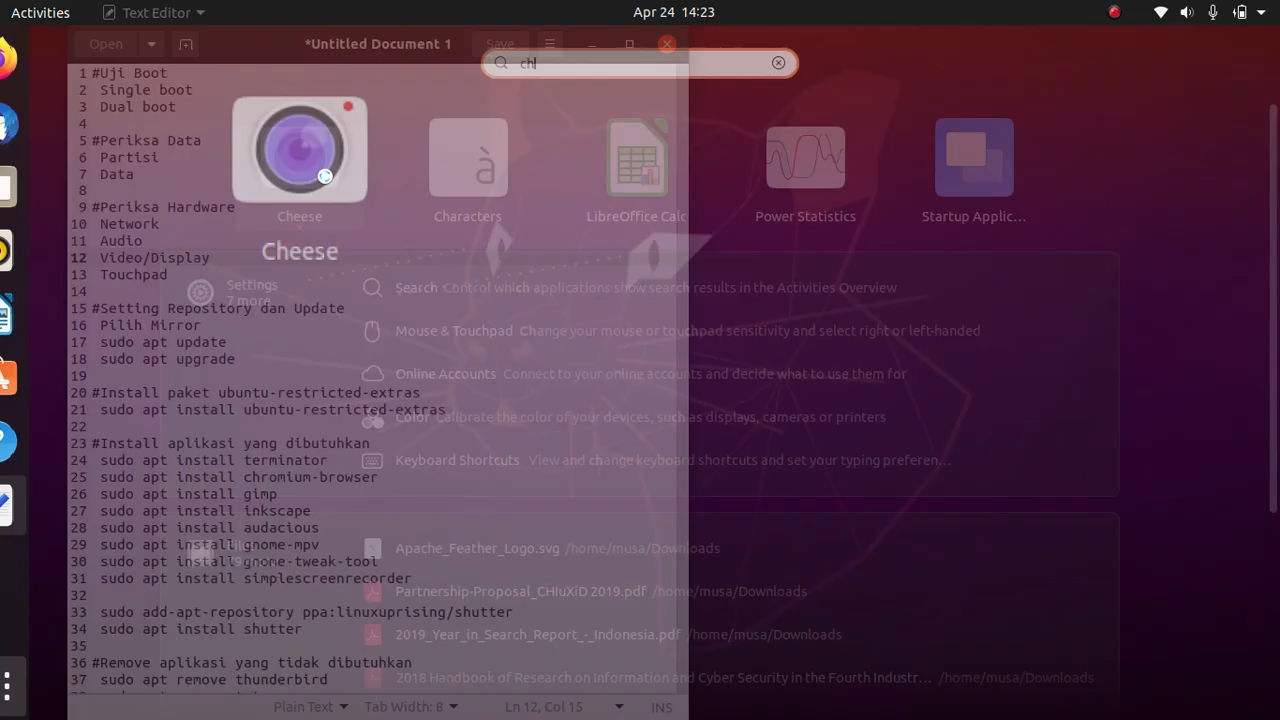 Activities
Text Editor
Apr 24 14:23
Open
*Untitled Document 1
Save
ch
1 #Uji Boot
2 Single boot
3 Dual boot
4
5 #Periksa Data
6 Partisi
7 Data
8
9 #Periksa Hardware
10 Network
11 Audio
12 Video/Display
13 Touchpad
14
15 #Setting Repository dan Update
16 Pilih Mirror
17 sudo apt update
18 sudo apt upgrade
19
20 #Install paket ubuntu-restricted-extras
21 sudo apt install ubuntu-restricted-extras
22
23 #Install aplikasi yang dibutuhkan
24 sudo apt install terminator
25 sudo apt install chromium-browser
26 sudo apt install gimp
27 sudo apt install inkscape
28 sudo apt install audacious
29 sudo apt install gnome-mpv
30 sudo apt install gnome-tweak-tool
31 sudo apt install simplescreenrecorder
32
33 sudo add-apt-repository ppa:linuxuprising/shutter
34 sudo apt install shutter
35
36 #Remove aplikasi yang tidak dibutuhkan
37 sudo apt remove thunderbird
Plain Text
Tab Width: 8
Ln 12, Col 15
INS
Cheese
Characters
LibreOffice Calc
Power Statistics
Startup Applic...
Cheese
Settings
7 more
Search Control which applications show search results in the Activities Overview
Mouse & Touchpad Change your mouse or touchpad sensitivity and select right or left-handed
Online Accounts Connect to your online accounts and decide what to use them for
Color Calibrate the color of your devices, such as displays, cameras or printers
Keyboard Shortcuts View and change keyboard shortcuts and set your typing preferen...
Apache_Feather_Logo.svg /home/musa/Downloads
Partnership-Proposal_CHIuXiD 2019.pdf /home/musa/Downloads
2019_Year_in_Search_Report_-_Indonesia.pdf /home/musa/Downloads
2018 Handbook of Research on Information and Cyber Security in the Fourth Industr... /home/musa/Downloads